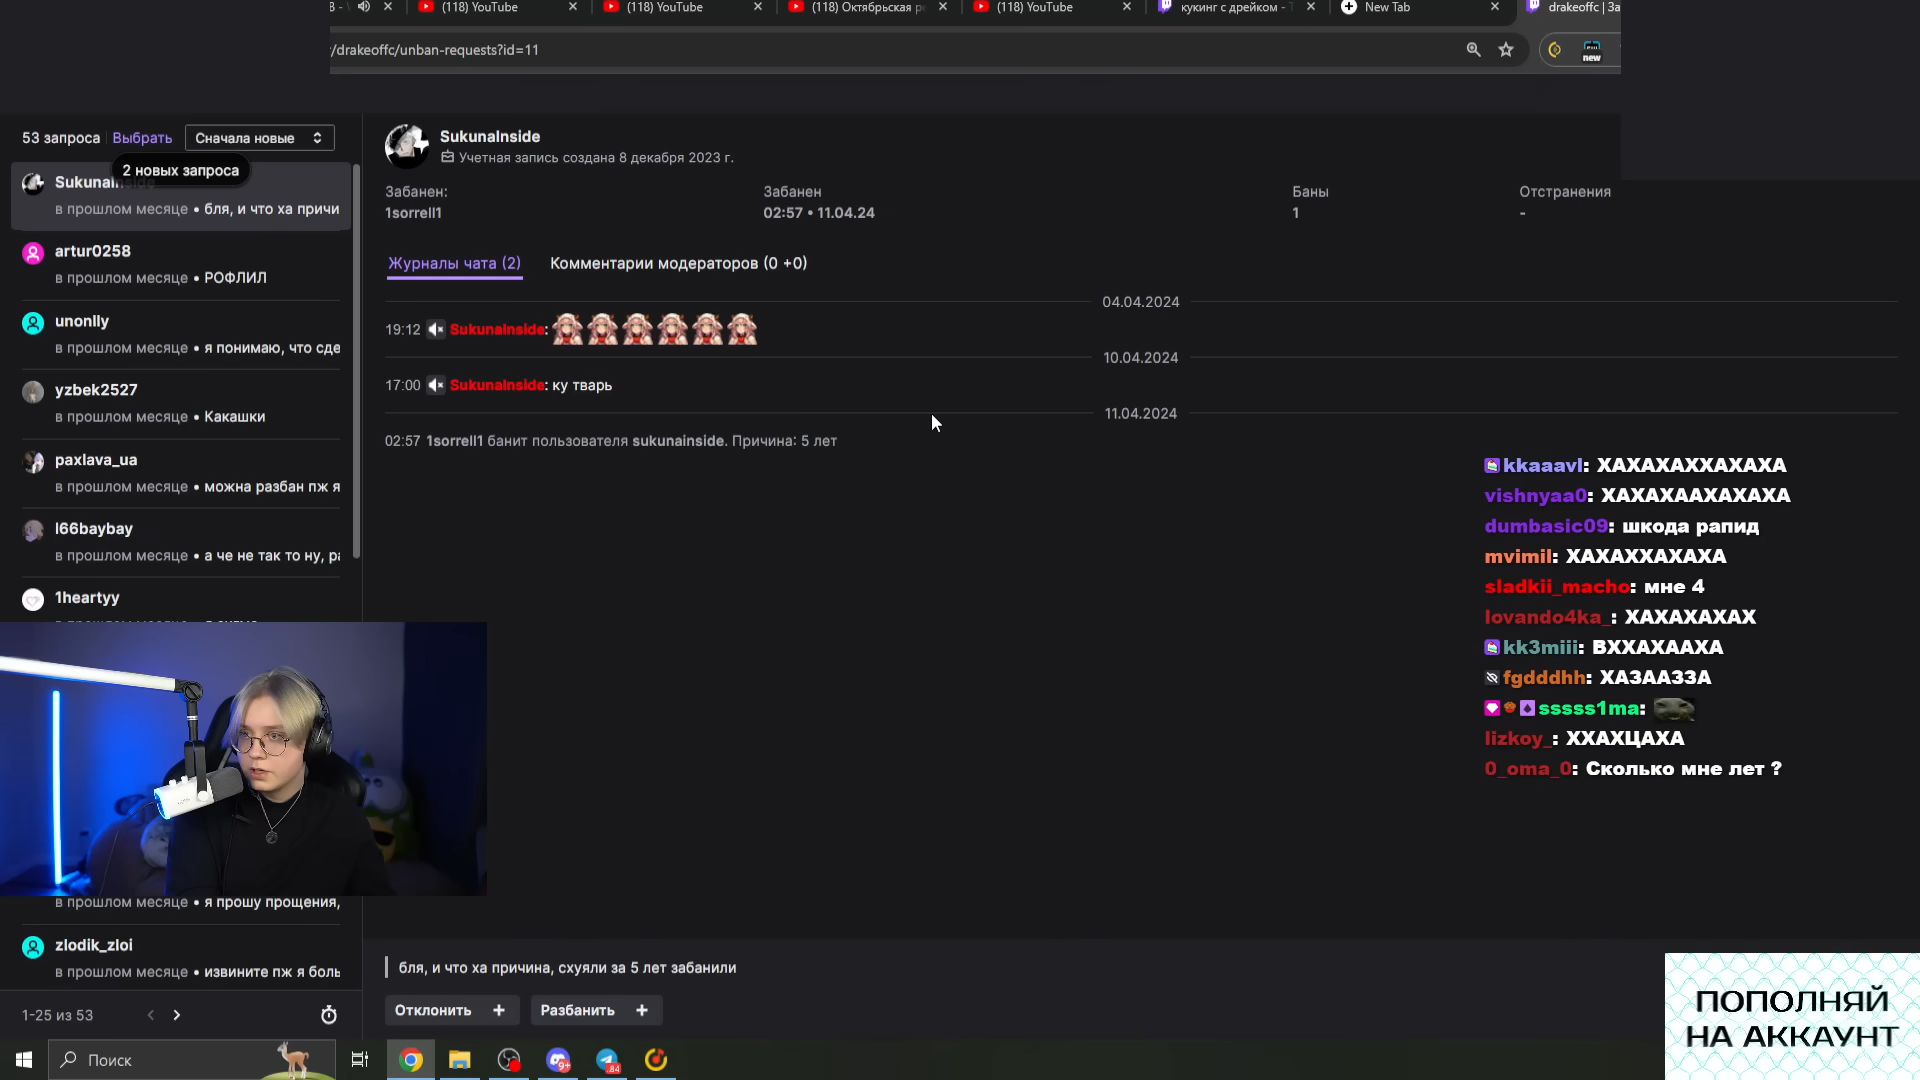 (118) YouTube
(118) YouTube
(118) Октябрьская р
(118) YouTube
кукинг с дрейком - T
New Tab
drakeoffc | За
/drakeoffc/unban-requests?id=11
new
53 запроса
Выбрать
Сначала новые
2 новых запроса
в прошлом месяце • бля, и что ха причи
artur0258
в прошлом месяце • РОФЛИЛ
unonlly
в прошлом месяце • я понимаю, что сде
yzbek2527
в прошлом месяце • Какашки
paxlava_ua
в прошлом месяце • можна разбан пж я
l66baybay
в прошлом месяце • а че не так то ну, ра
1heartyy
в прошлом месяце • я прошу прощения,
zlodik_zloi
в прошлом месяце • извините пж я боль
1-25 из 53
SukunaInside
Учетная запись создана 8 декабря 2023 г.
Забанен:
1sorrell1
Забанен
02:57 • 11.04.24
Баны
1
Отстранения
-
Журналы чата (2)
Комментарии модераторов (0 +0)
04.04.2024
19:12 SukunaInside:
10.04.2024
17:00 SukunaInside: ку тварь
11.04.2024
02:57 1sorrell1 банит пользователя sukunainside. Причина: 5 лет
kkaaavl: ХАХАХАХХАХАХА
vishnyaa0: ХАХАХААХАХАХА
dumbasic09: шкода рапид
mvimil: ХАХАХХАХАХА
sladkii_macho: мне 4
lovando4ka_: ХАХАХАХАХ
kk3miii: ВХХАХААХА
fgdddhh: ХАЗААЗЗА
sssss1ma:
lizkoy_: ХХАХЦАХА
0_oma_0: Сколько мне лет ?
бля, и что ха причина, схуяли за 5 лет забанили
Отклонить +
Разбанить +
ПОПОЛНЯЙ
НА АККАУНТ
Поиск
9+
84